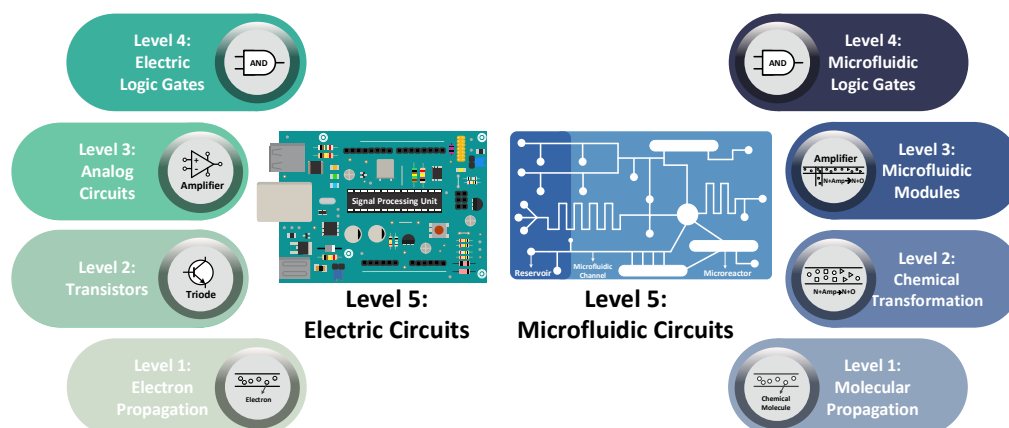 Level 4:
Electric
Logic Gates
AND
Level 3:
Analog
Circuits
Amplifier
Level 2:
Transistors
Triode
Level 1:
Electron
Propagation
Electron
Signal Processing Unit
Level 5:
Electric Circuits
Reservoir
Microfluidic
Channel
Microreactor
Level 5:
Microfluidic Circuits
AND
Level 4:
Microfluidic
Logic Gates
Amplifier
N+Amp→N+O
Level 3:
Microfluidic
Modules
N+Amp→N+O
Level 2:
Chemical
Transformation
Chemical
Molecule
Level 1:
Molecular
Propagation